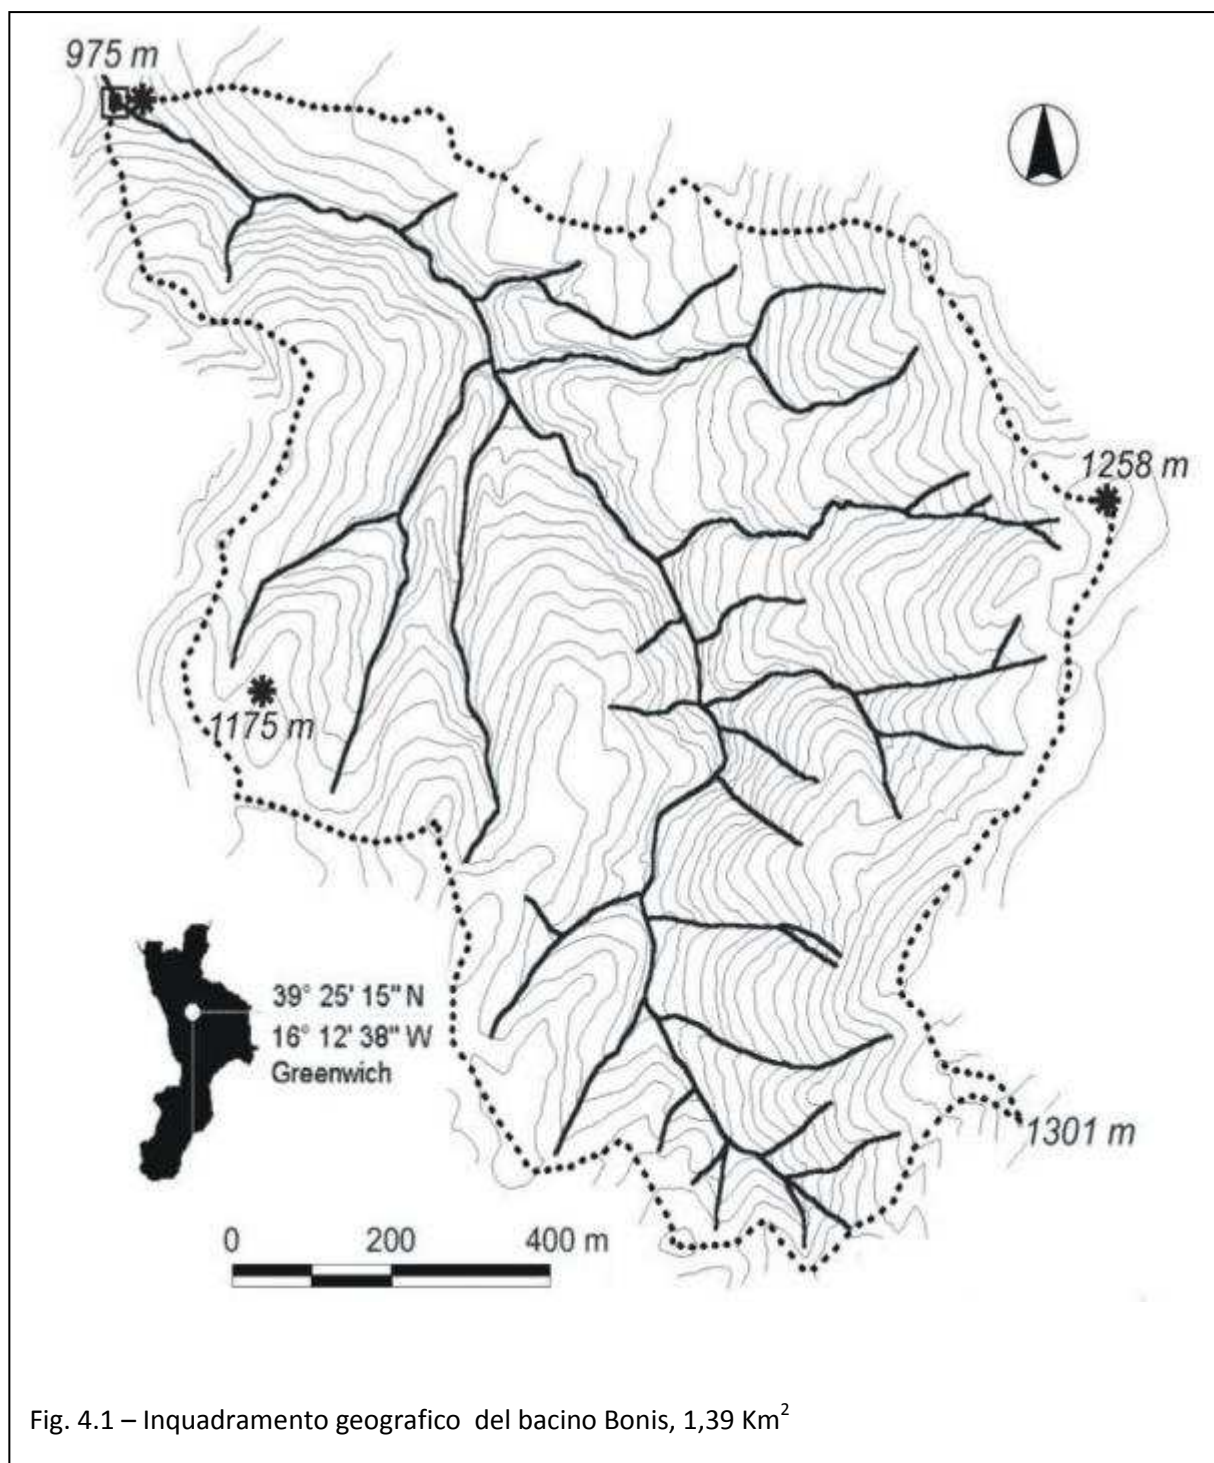 975 m
1258 m
1175 m
39° 25' 15" N
16° 12' 38" W
Greenwich
1301 m
0 200 400 m
Fig. 4.1 – Inquadramento geografico del bacino Bonis, 1,39 Km²